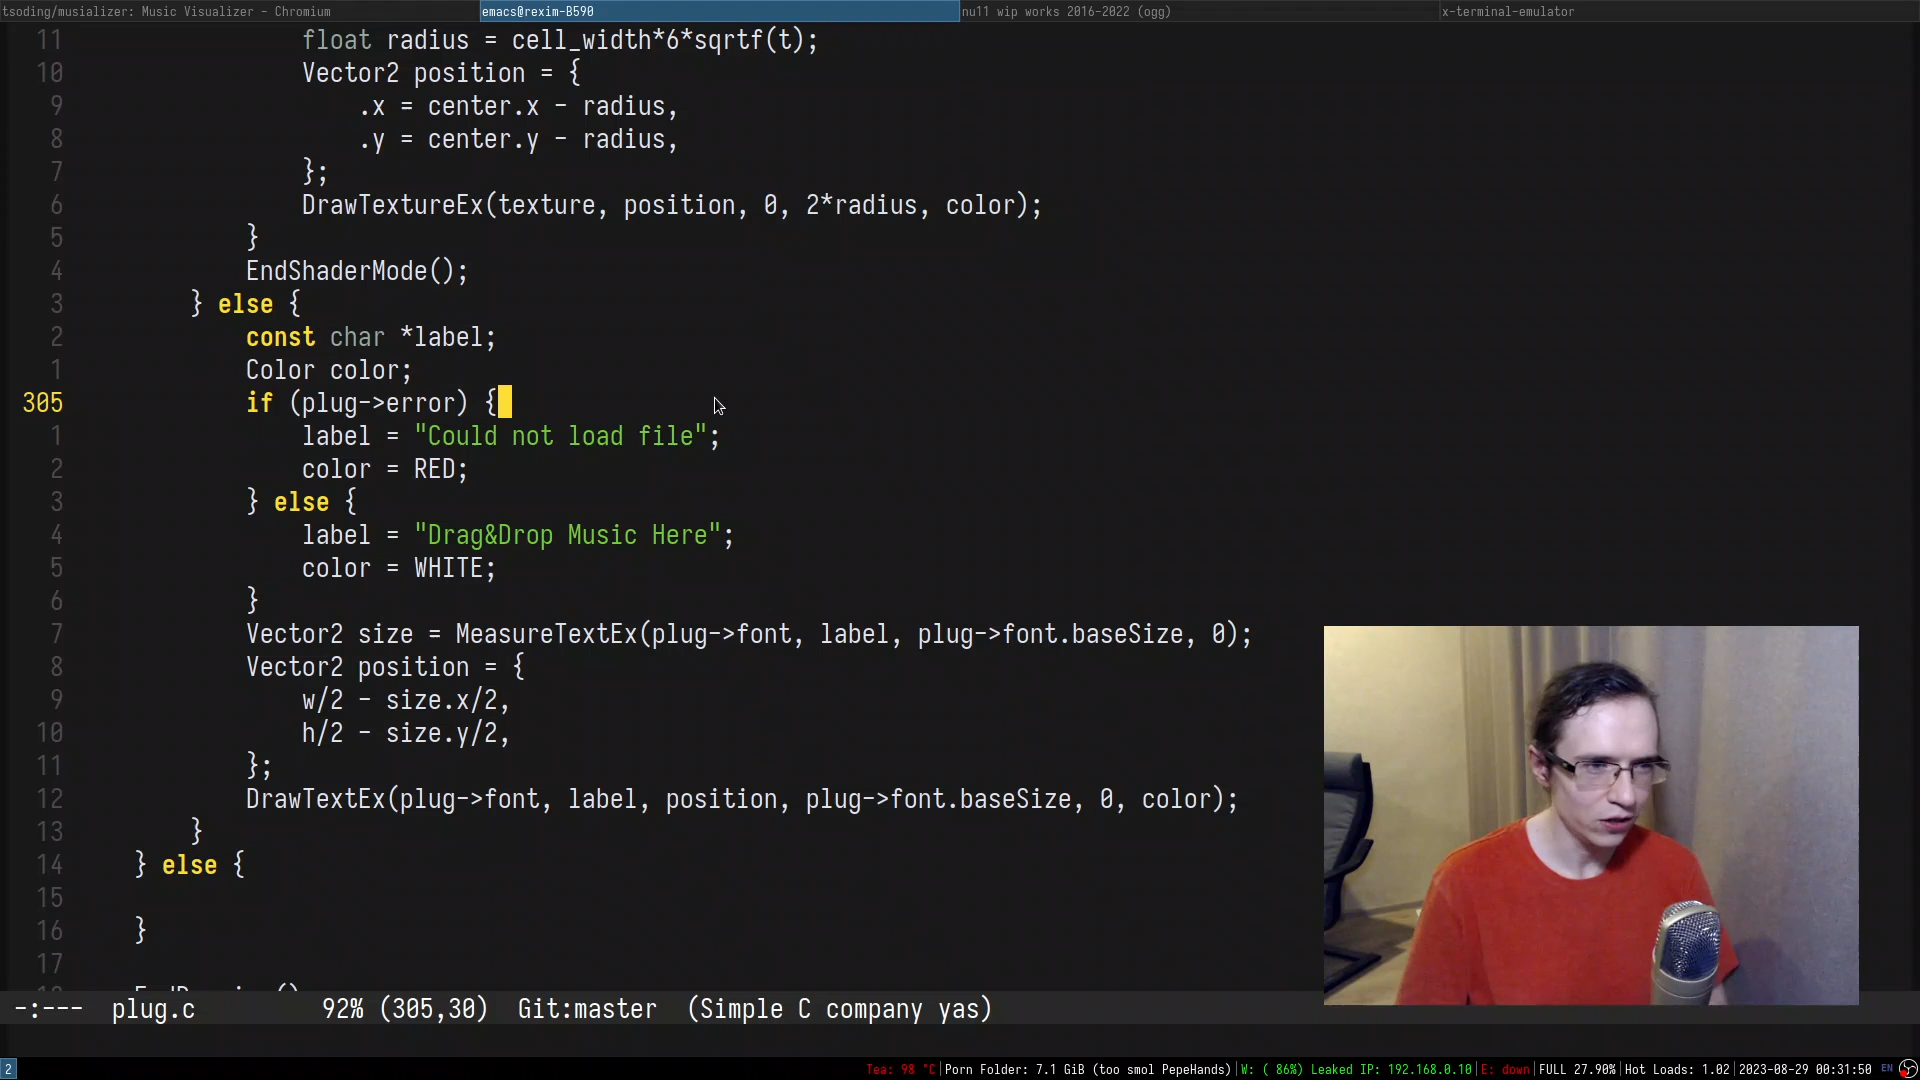 tsoding/musializer: Music Visualizer - Chromium
emacs@rexim-B590
nu11 wip works 2016-2022 (ogg)
x-terminal-emulator
11 float radius = cell_width*6*sqrtf(t);
10 Vector2 position = {
9 .x = center.x - radius,
8 .y = center.y - radius,
7 };
6 DrawTextureEx(texture, position, 0, 2*radius, color);
5 }
4 EndShaderMode();
3 } else {
2 const char *label;
1 Color color;
305 if (plug->error) {
1 label = "Could not load file";
2 color = RED;
3 } else {
4 label = "Drag&Drop Music Here";
5 color = WHITE;
6 }
7 Vector2 size = MeasureTextEx(plug->font, label, plug->font.baseSize, 0);
8 Vector2 position = {
9 w/2 - size.x/2,
10 h/2 - size.y/2,
11 };
12 DrawTextEx(plug->font, label, position, plug->font.baseSize, 0, color);
13 }
14 } else {
15
16 }
17
-:--- plug.c 92% (305,30) Git:master (Simple C company yas)
2 Tea: 98 °C|Porn Folder: 7.1 GiB (too smol PepeHands)|W: ( 86%) Leaked IP: 192.168.0.10|E: down|FULL 27.90%|Hot Loads: 1.02|2023-08-29 00:31:50 EN